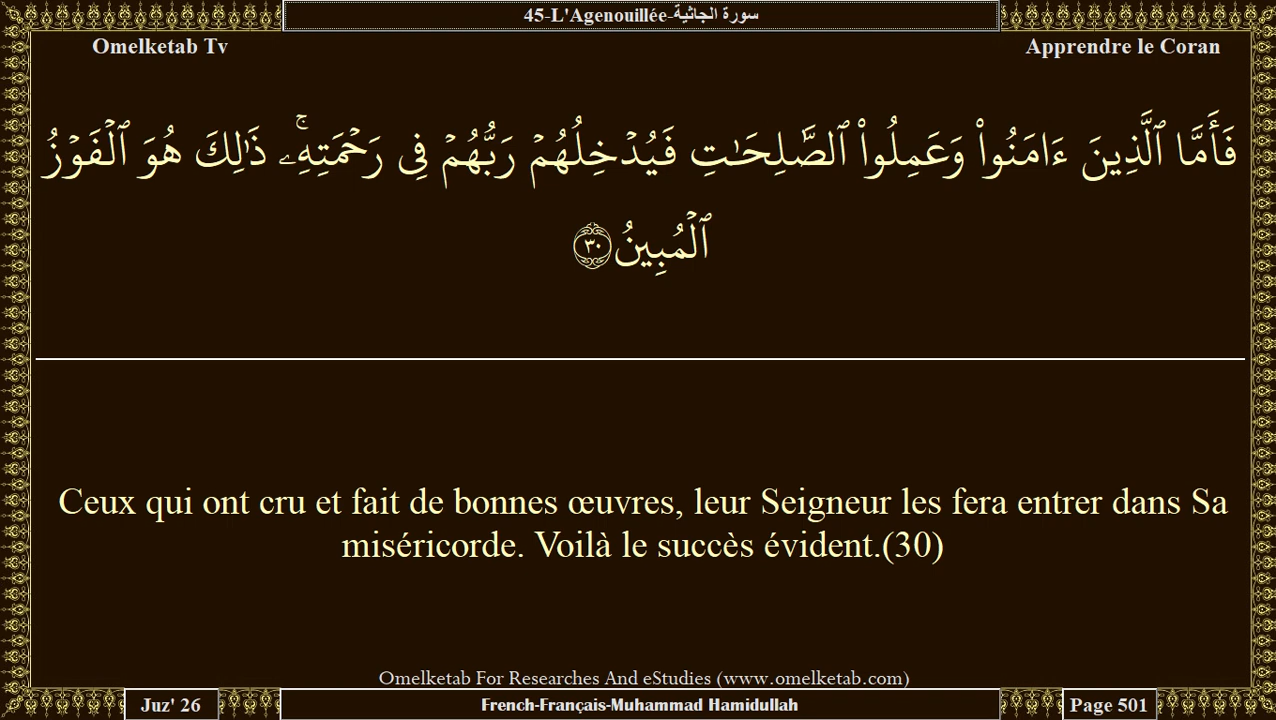 45-L'Agenouillée-سورة الجاثية
Omelketab Tv
Apprendre le Coran
فَأَمَّا ٱلَّذِينَ ءَامَنُوا۟ وَعَمِلُوا۟ ٱلصَّٰلِحَٰتِ فَيُدْخِلُهُمْ رَبُّهُمْ فِى رَحْمَتِهِۦ ۚ ذَٰلِكَ هُوَ ٱلْفَوْزُ
ٱلْمُبِينُ ٣٠
Ceux qui ont cru et fait de bonnes œuvres, leur Seigneur les fera entrer dans Sa
miséricorde. Voilà le succès évident.(30)
Omelketab For Researches And eStudies (www.omelketab.com)
Juz' 26
French-Français-Muhammad Hamidullah
Page 501